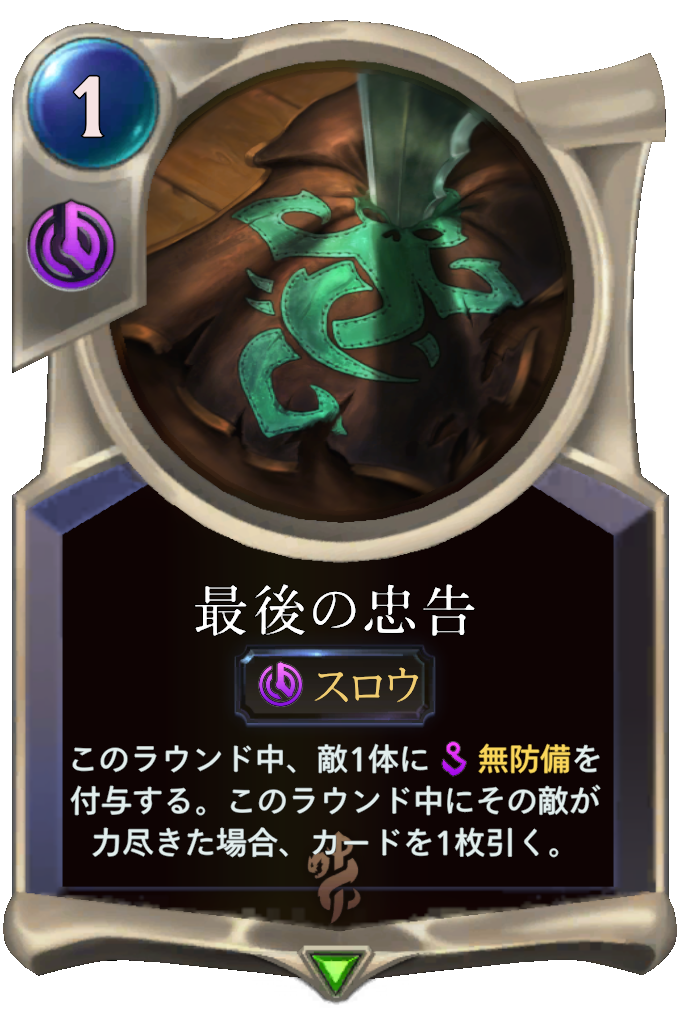 1
最後の忠告
スロウ
このラウンド中、敵1体に 無防備を
付与する。このラウンド中にその敵が
力尽きた場合、カードを1枚引く。